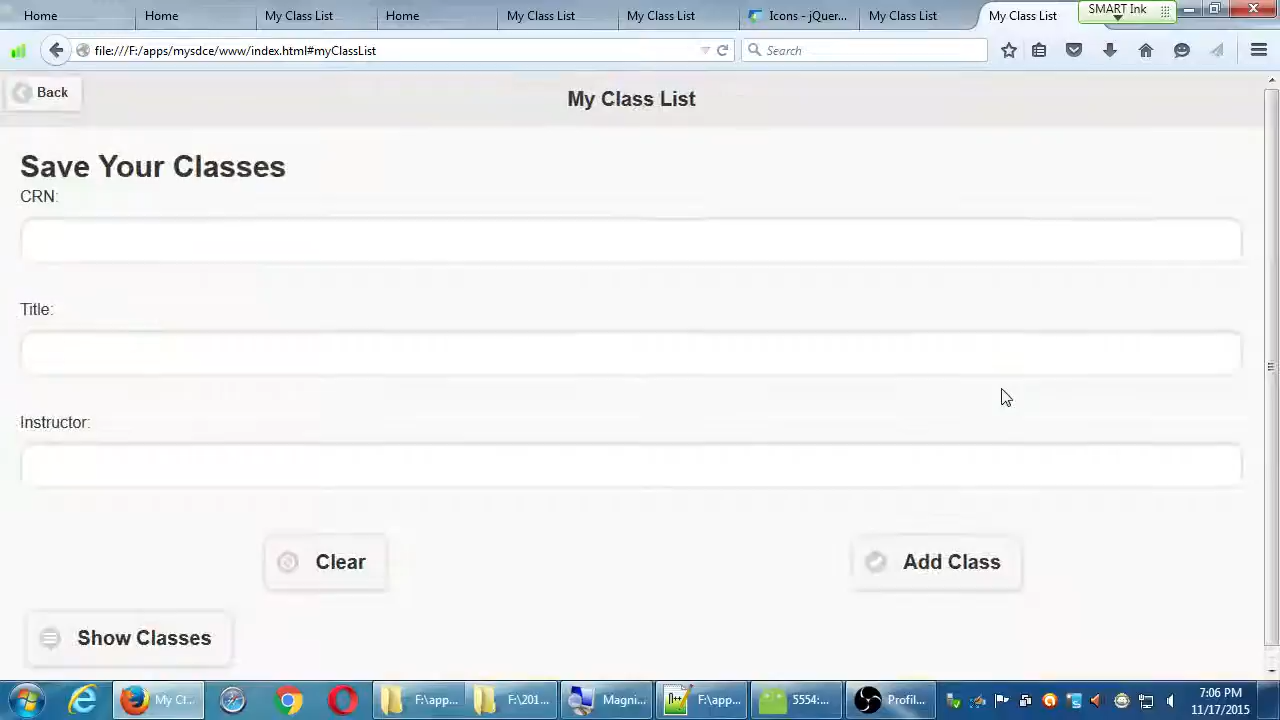 Home
Home
My Class List
Home
My Class List
My Class List
Icons - jQuer...
My Class List
My Class List
SMART Ink
file:///F:/apps/mysdce/www/index.html#myClassList
Search
Back
My Class List
Save Your Classes
CRN:
Title:
Instructor:
Clear
Add Class
Show Classes
My Cl...
F:\app...
F:\201...
Magni...
F:\app...
5554:...
Profil...
7:06 PM
11/17/2015